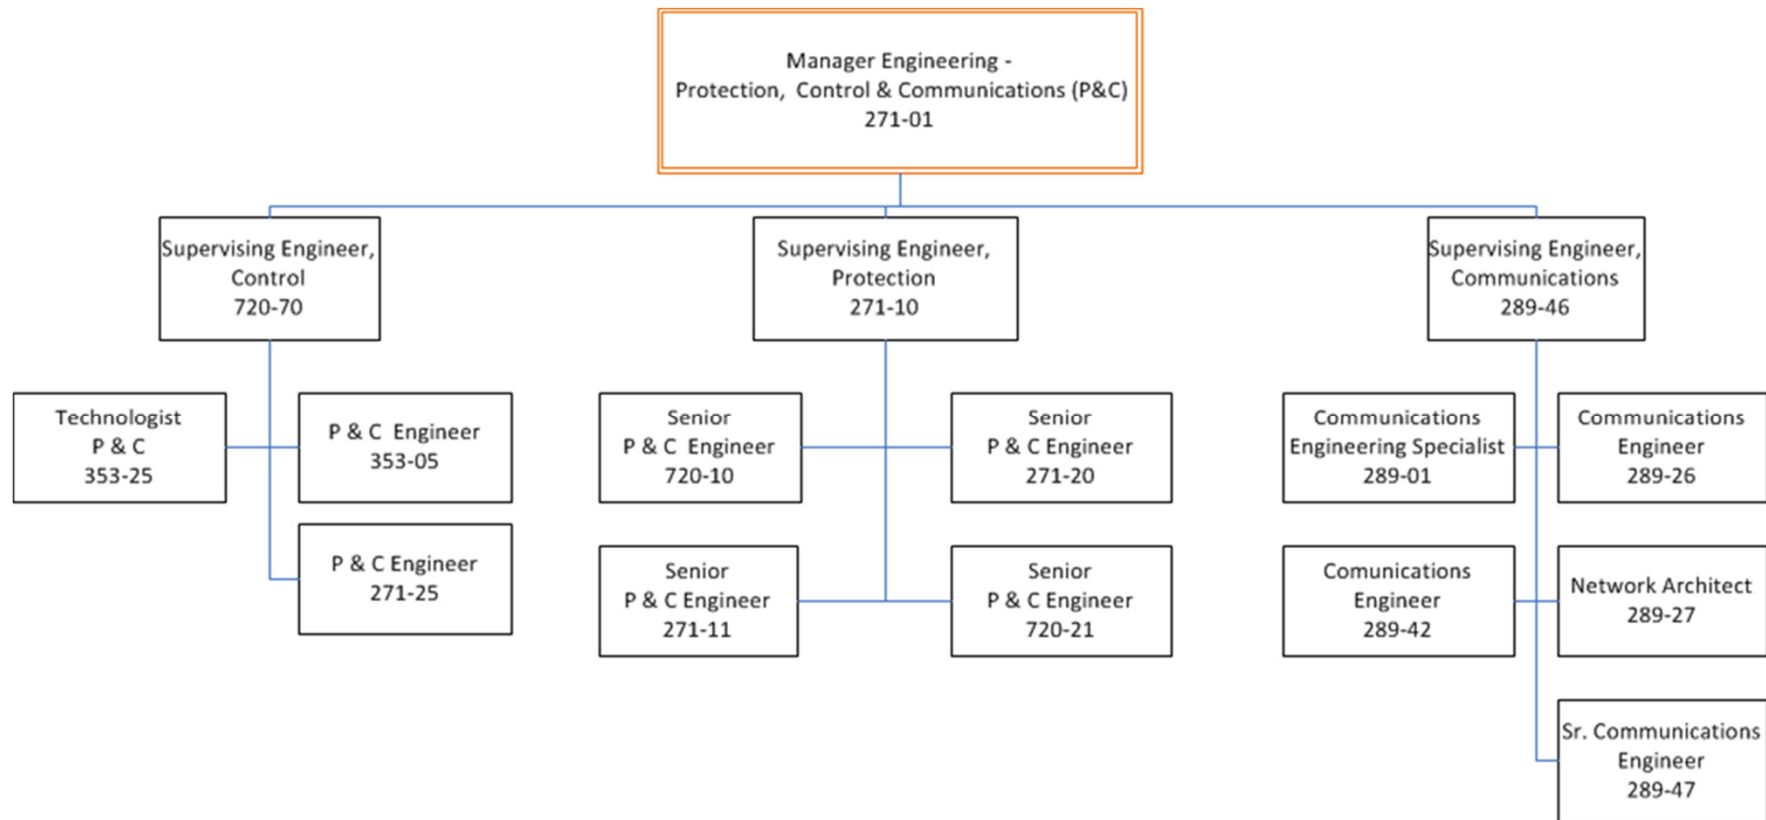 Manager Engineering -
Protection, Control & Communications (P&C)
271-01
Supervising Engineer,
Control
720-70
Supervising Engineer,
Protection
271-10
Supervising Engineer,
Communications
289-46
Technologist
P & C
353-25
P & C Engineer
353-05
Senior
P & C Engineer
720-10
Senior
P & C Engineer
271-20
Communications
Engineering Specialist
289-01
Communications
Engineer
289-26
P & C Engineer
271-25
Senior
P & C Engineer
271-11
Senior
P & C Engineer
720-21
Comunications
Engineer
289-42
Network Architect
289-27
Sr. Communications
Engineer
289-47